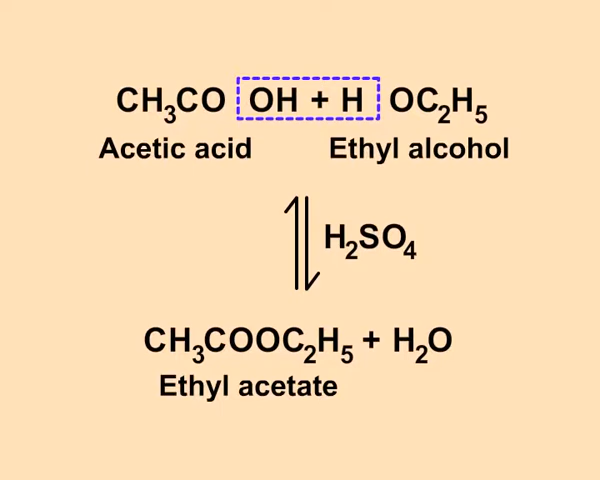 CH₃CO OH + H OC₂H₅
Acetic acid Ethyl alcohol
H₂SO₄
CH₃COOC₂H₅ + H₂O
Ethyl acetate